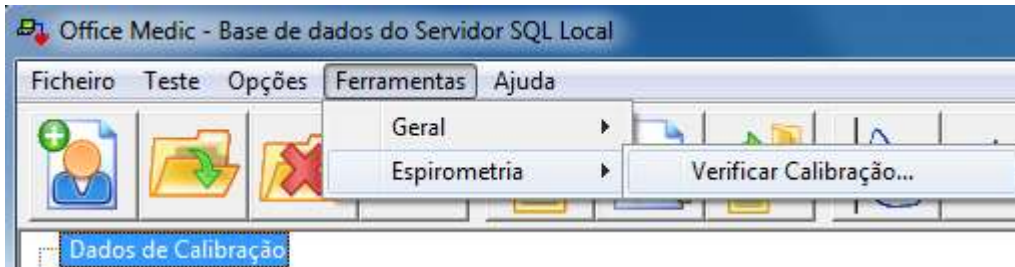 Office Medic - Base de dados do Servidor SQL Local
Ficheiro Teste Opções Ferramentas Ajuda
Geral
Espirometria
Verificar Calibração...
Dados de Calibração